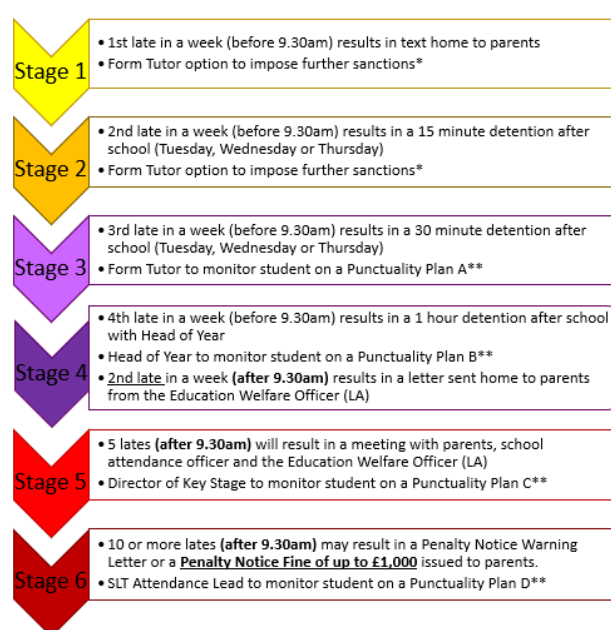 Stage 1
• 1st late in a week (before 9.30am) results in text home to parents
• Form Tutor option to impose further sanctions*
Stage 2
• 2nd late in a week (before 9.30am) results in a 15 minute detention after
school (Tuesday, Wednesday or Thursday)
• Form Tutor option to impose further sanctions*
Stage 3
• 3rd late in a week (before 9.30am) results in a 30 minute detention after
school (Tuesday, Wednesday or Thursday)
• Form Tutor to monitor student on a Punctuality Plan A**
Stage 4
• 4th late in a week (before 9.30am) results in a 1 hour detention after school
with Head of Year
• Head of Year to monitor student on a Punctuality Plan B**
• 2nd late in a week (after 9.30am) results in a letter sent home to parents
from the Education Welfare Officer (LA)
Stage 5
• 5 lates (after 9.30am) will result in a meeting with parents, school
attendance officer and the Education Welfare Officer (LA)
• Director of Key Stage to monitor student on a Punctuality Plan C**
Stage 6
• 10 or more lates (after 9.30am) may result in a Penalty Notice Warning
Letter or a Penalty Notice Fine of up to £1,000 issued to parents.
• SLT Attendance Lead to monitor student on a Punctuality Plan D**